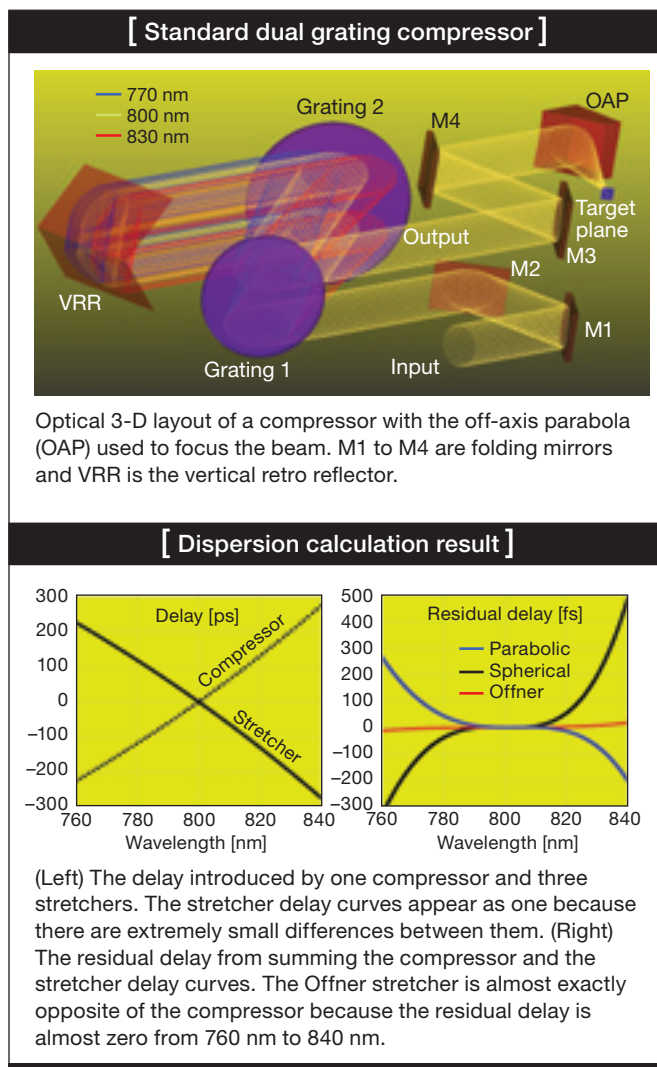 [ Standard dual grating compressor ]
770 nm
800 nm
830 nm
Grating 2
M4
OAP
Target
plane
Output
M3
M2
VRR
M1
Grating 1
Input
Optical 3-D layout of a compressor with the off-axis parabola
(OAP) used to focus the beam. M1 to M4 are folding mirrors
and VRR is the vertical retro reflector.
[ Dispersion calculation result ]
300
200
100
0
–100
–200
–300
Delay [ps]
Compressor
Stretcher
760 780 800 820 840
Wavelength [nm]
500
400
300
200
100
0
–100
–200
–300
Residual delay [fs]
Parabolic
Spherical
Offner
760 780 800 820 840
Wavelength [nm]
(Left) The delay introduced by one compressor and three
stretchers. The stretcher delay curves appear as one because
there are extremely small differences between them. (Right)
The residual delay from summing the compressor and the
stretcher delay curves. The Offner stretcher is almost exactly
opposite of the compressor because the residual delay is
almost zero from 760 nm to 840 nm.